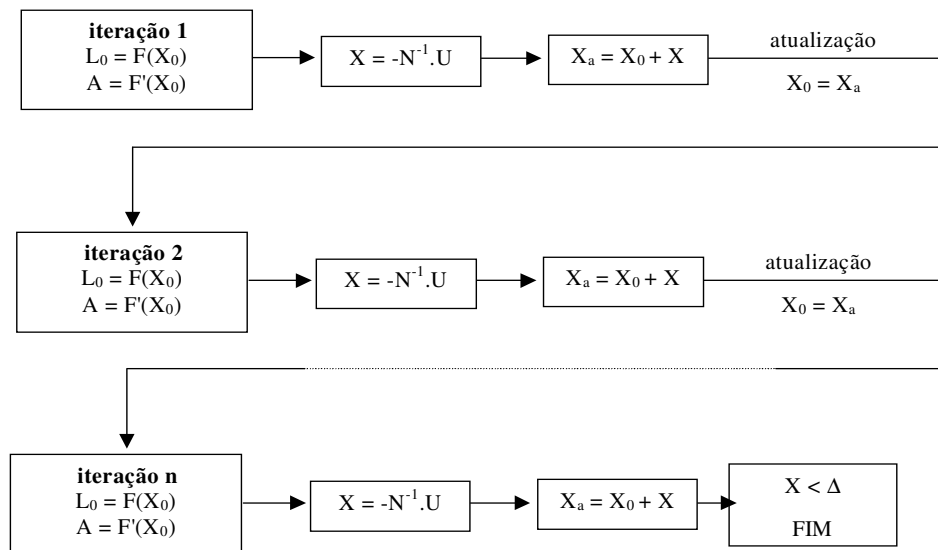 iteração 1
L₀ = F(X₀)
A = F'(X₀)
X = -N⁻¹.U
Xₐ = X₀ + X
atualização
X₀ = Xₐ
iteração 2
L₀ = F(X₀)
A = F'(X₀)
X = -N⁻¹.U
Xₐ = X₀ + X
atualização
X₀ = Xₐ
iteração n
L₀ = F(X₀)
A = F'(X₀)
X = -N⁻¹.U
Xₐ = X₀ + X
X < Δ
FIM